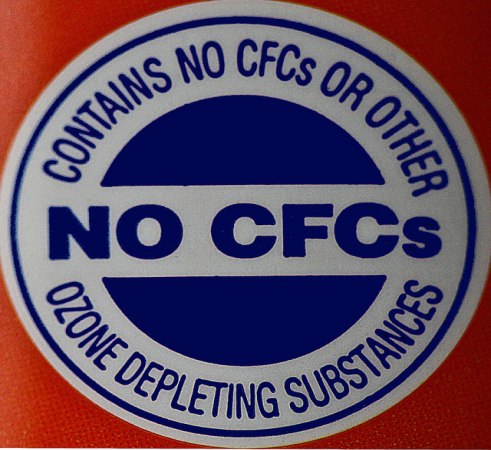 CONTAINS NO CFCs OR OTHER
NO CFCs
OZONE DEPLETING SUBSTANCES